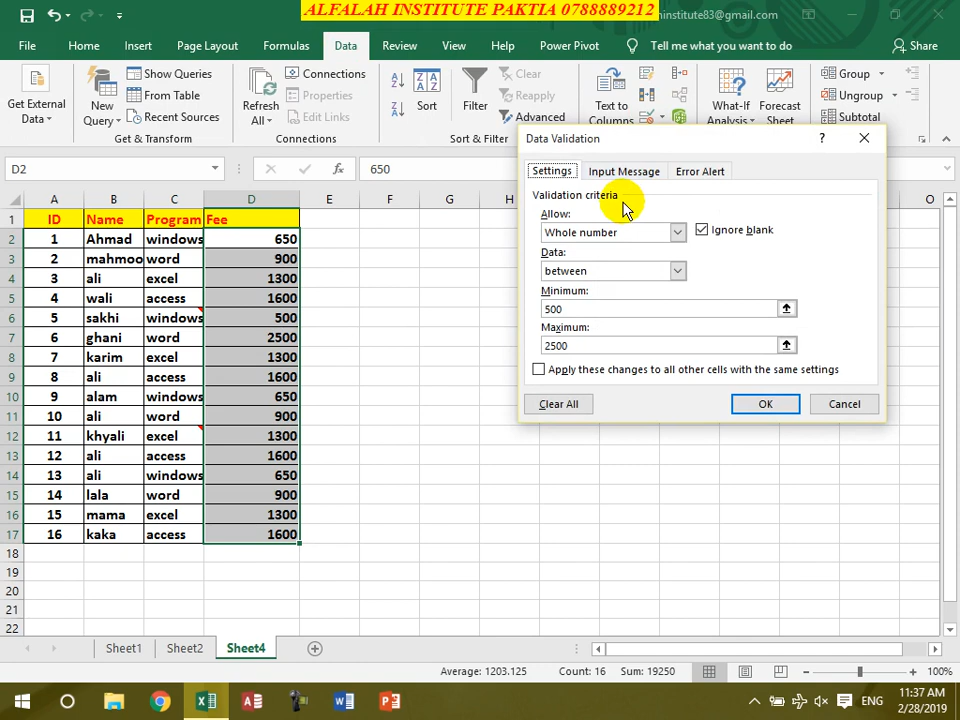 ALFALAH INSTITUTE PAKTIA 0788889212
ninstitute83@gmail.com
File Home Insert Page Layout Formulas Data Review View Help Power Pivot Tell me what you want to do Share
Get External Data
New Query
Show Queries
From Table
Recent Sources
Get & Transform
Refresh All
Connections
Properties
Edit Links
Connections
Sort
Filter
Clear
Reapply
Advanced
Sort & Filter
Text to Columns
What-If Analysis
Forecast Sheet
Group
Ungroup
Subtotal
D2 fx 650
A B C D E F G H O
1 ID Name Program Fee
2 1 Ahmad windows 650
3 2 mahmoo word 900
4 3 ali excel 1300
5 4 wali access 1600
6 5 sakhi windows 500
7 6 ghani word 2500
8 7 karim excel 1300
9 8 ali access 1600
10 9 alam windows 650
11 10 ali word 900
12 11 khyali excel 1300
13 12 ali access 1600
14 13 ali windows 650
15 14 lala word 900
16 15 mama excel 1300
17 16 kaka access 1600
18
19
20
21
22
Data Validation ?
Settings Input Message Error Alert
Validation criteria
Allow:
Whole number Ignore blank
Data:
between
Minimum:
500
Maximum:
2500
Apply these changes to all other cells with the same settings
Clear All OK Cancel
Sheet1 Sheet2 Sheet4
Average: 1203.125 Count: 16 Sum: 19250 100%
ENG
11:37 AM
2/28/2019